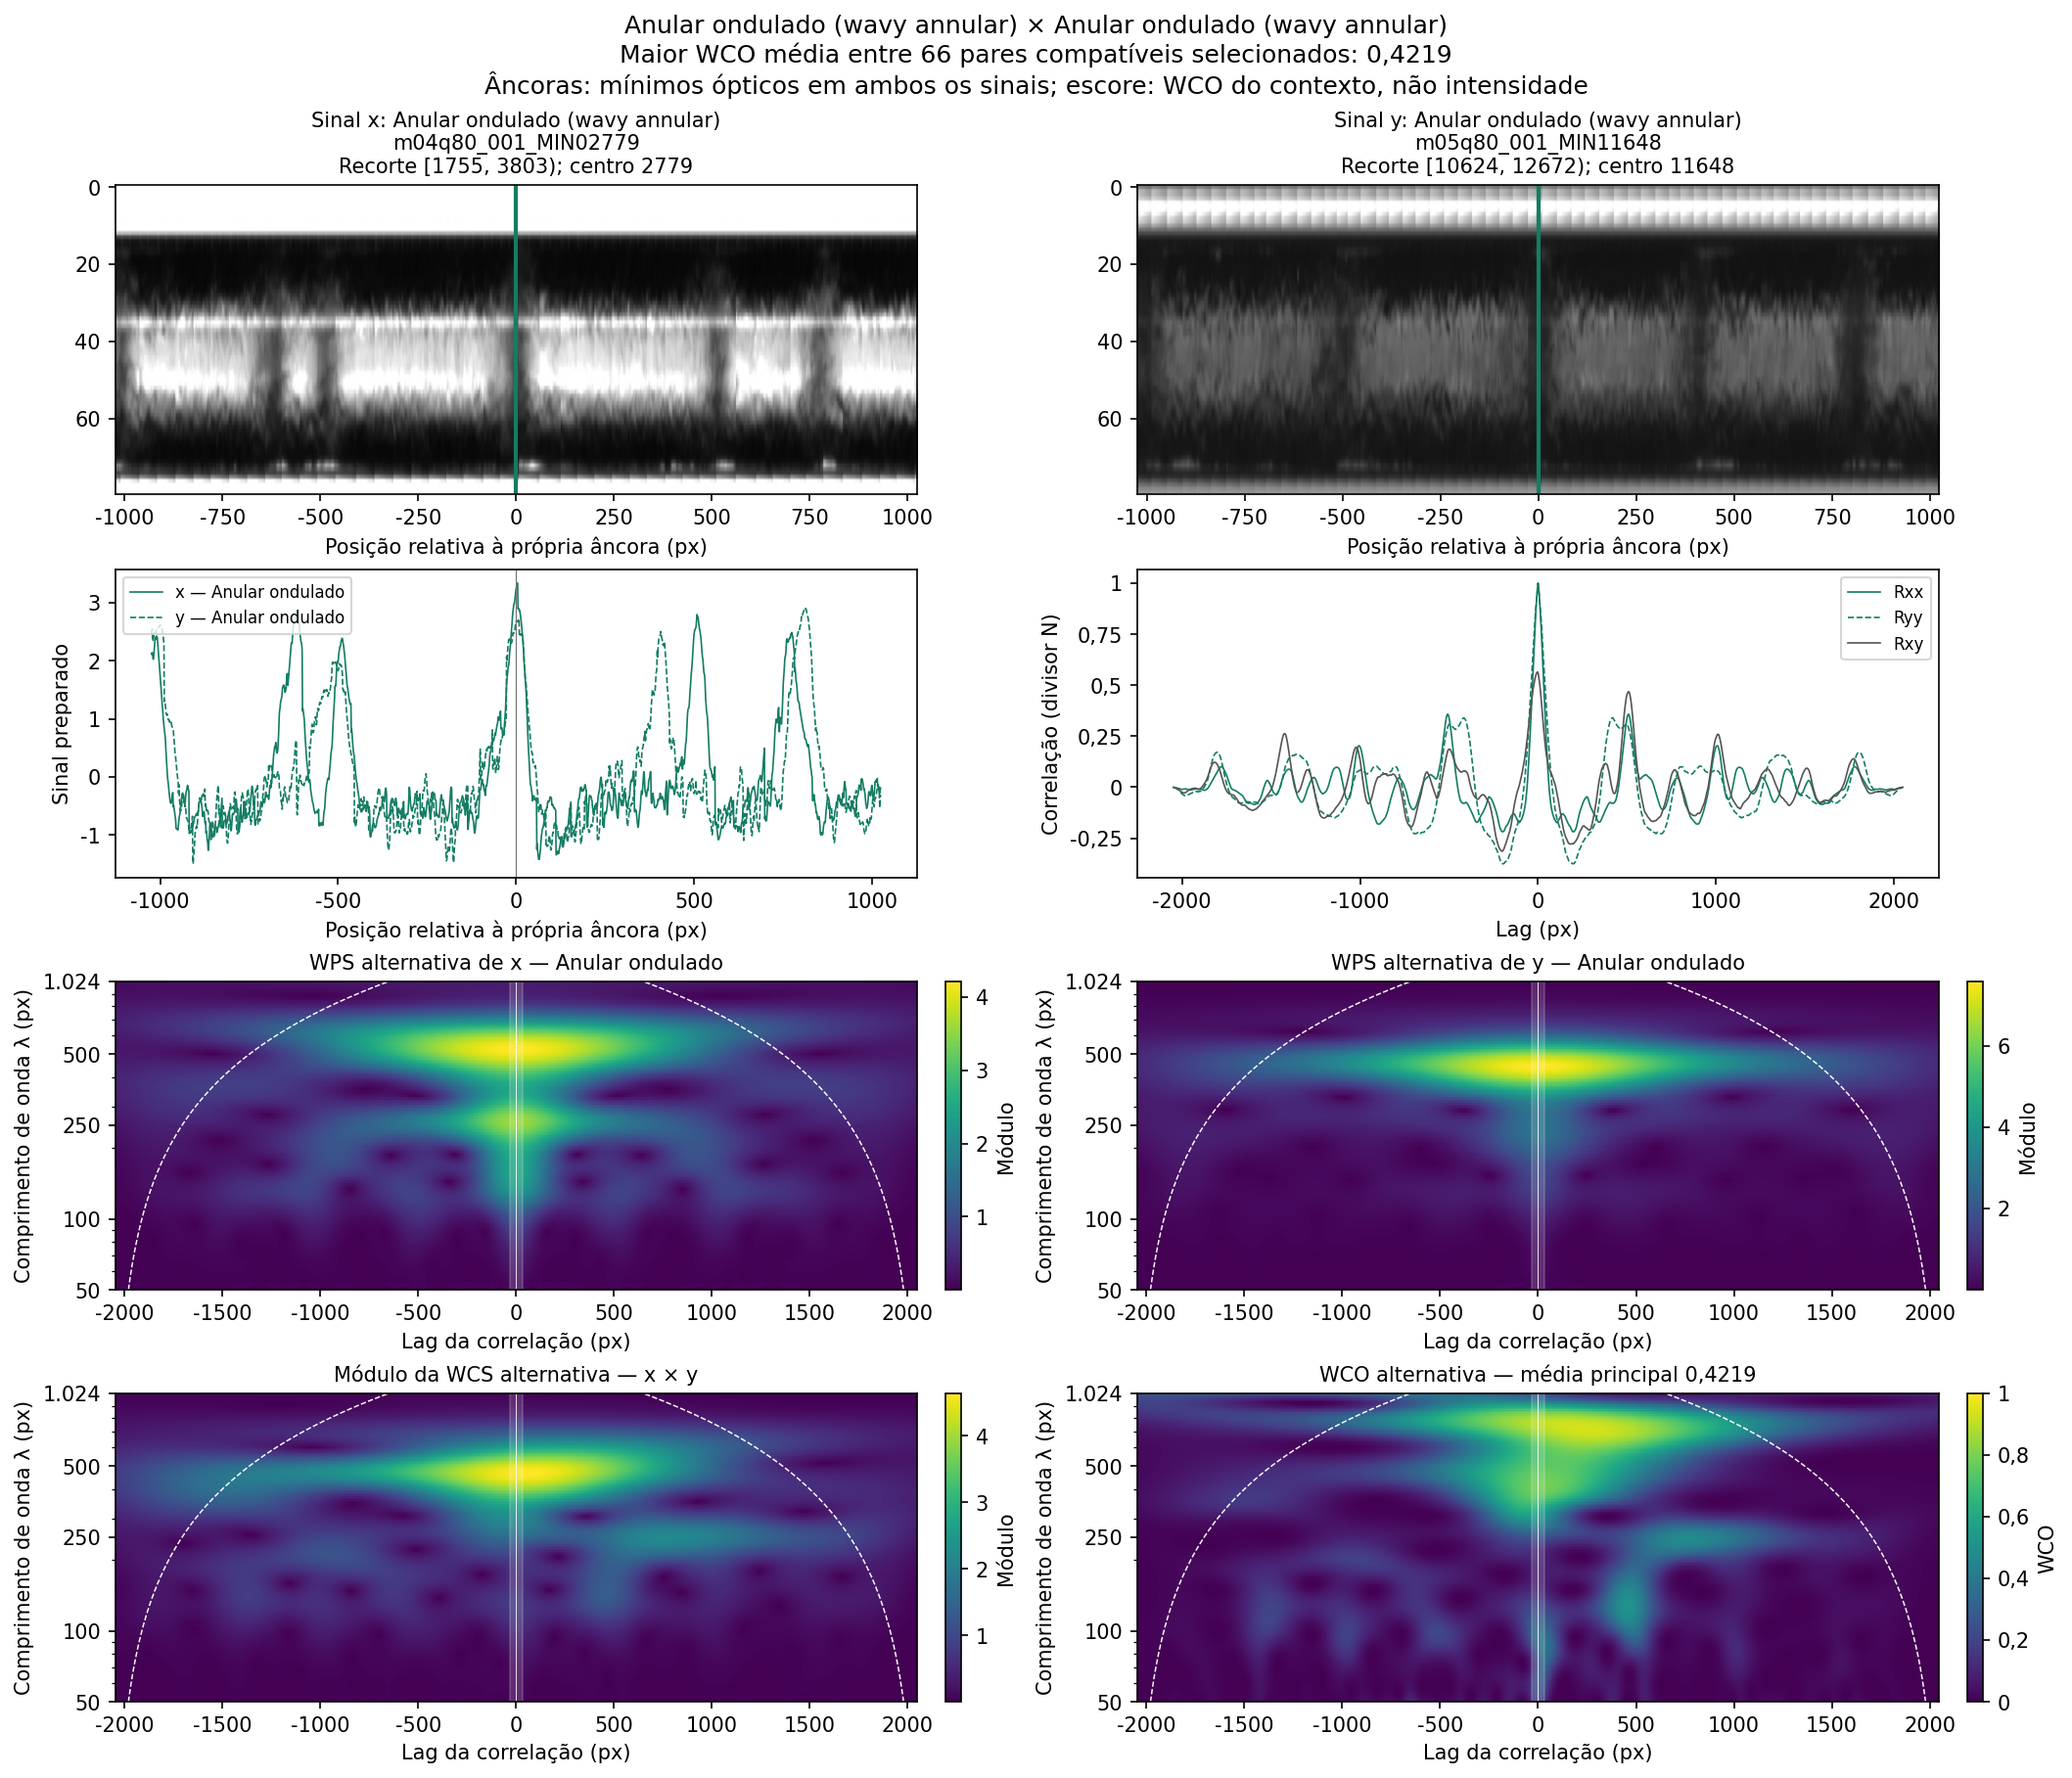 Anular ondulado (wavy annular) × Anular ondulado (wavy annular)
Maior WCO média entre 66 pares compatíveis selecionados: 0,4219
Âncoras: mínimos ópticos em ambos os sinais; escore: WCO do contexto, não intensidade
Sinal x: Anular ondulado (wavy annular)
m04q80_001_MIN02779
Recorte [1755, 3803); centro 2779
0
20
40
60
-1000 -750 -500 -250 0 250 500 750 1000
Posição relativa à própria âncora (px)
Sinal y: Anular ondulado (wavy annular)
m05q80_001_MIN11648
Recorte [10624, 12672); centro 11648
0
20
40
60
-1000 -750 -500 -250 0 250 500 750 1000
Posição relativa à própria âncora (px)
Sinal preparado
3
2
1
0
-1
x — Anular ondulado
y — Anular ondulado
-1000 -500 0 500 1000
Posição relativa à própria âncora (px)
Correlação (divisor N)
1
0,75
0,5
0,25
0
-0,25
Rxx
Ryy
Rxy
-2000 -1000 0 1000 2000
Lag (px)
WPS alternativa de x — Anular ondulado
Comprimento de onda λ (px)
1.024
500
250
100
50
-2000 -1500 -1000 -500 0 500 1000 1500 2000
Lag da correlação (px)
4
3
2
1
Módulo
WPS alternativa de y — Anular ondulado
Comprimento de onda λ (px)
1.024
500
250
100
50
-2000 -1500 -1000 -500 0 500 1000 1500 2000
Lag da correlação (px)
6
4
2
Módulo
Módulo da WCS alternativa — x × y
Comprimento de onda λ (px)
1.024
500
250
100
50
-2000 -1500 -1000 -500 0 500 1000 1500 2000
Lag da correlação (px)
4
3
2
1
Módulo
WCO alternativa — média principal 0,4219
Comprimento de onda λ (px)
1.024
500
250
100
50
-2000 -1500 -1000 -500 0 500 1000 1500 2000
Lag da correlação (px)
1
0,8
0,6
0,4
0,2
0
WCO